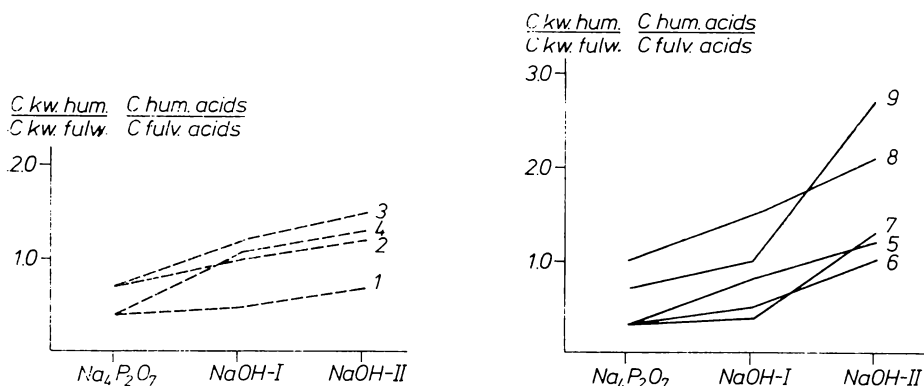 C kw. hum. C hum. acids
C kw. fulw. C fulv. acids
2.0
1.0
3
4
2
1
Na4P2O7 NaOH-I NaOH-II
C kw. hum. C hum. acids
C kw. fulw. C fulv. acids
3.0
2.0
1.0
9
8
7
5
6
Na4P2O7 NaOH-I NaOH-II